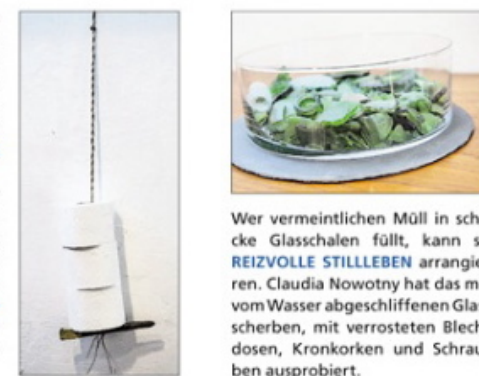 Wer vermeintlichen Müll in schi-
cke Glasschalen füllt, kann s
REIZVOLLE STILLLEBEN arrangie
ren. Claudia Nowotny hat das m
vom Wasser abgeschliffenen Glas
scherben, mit verrosteten Blech
dosen, Kronkorken und Schrau
ben ausprobiert.